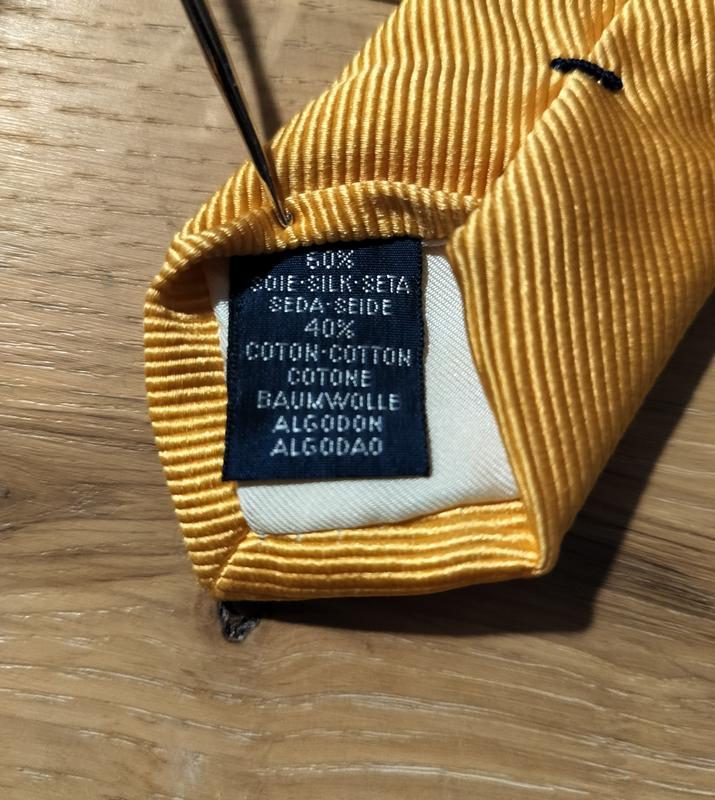 60%
SOIE-SILK-SETA
SEDA-SEIDE
40%
COTON-COTTON
COTONE
BAUMWOLLE
ALGODON
ALGODAO